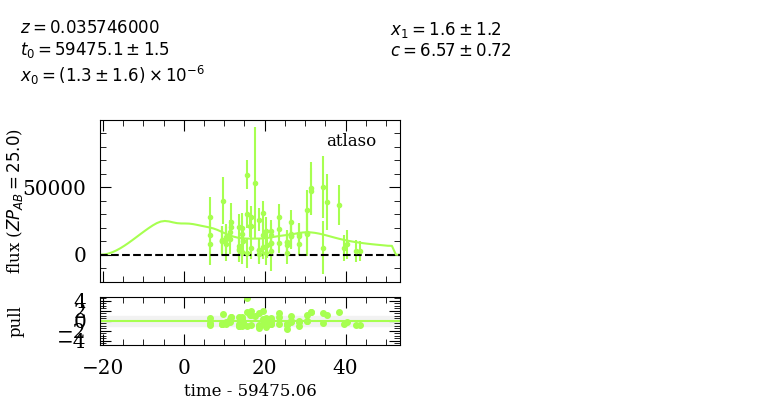 z = 0.035746000
t₀ = 59475.1 ± 1.5
x₀ = (1.3 ± 1.6) × 10⁻⁶
x₁ = 1.6 ± 1.2
c = 6.57 ± 0.72
atlaso
flux (ZP_AB = 25.0)
50000
0
pull
4
2
0
−2
−4
−20 0 20 40
time - 59475.06